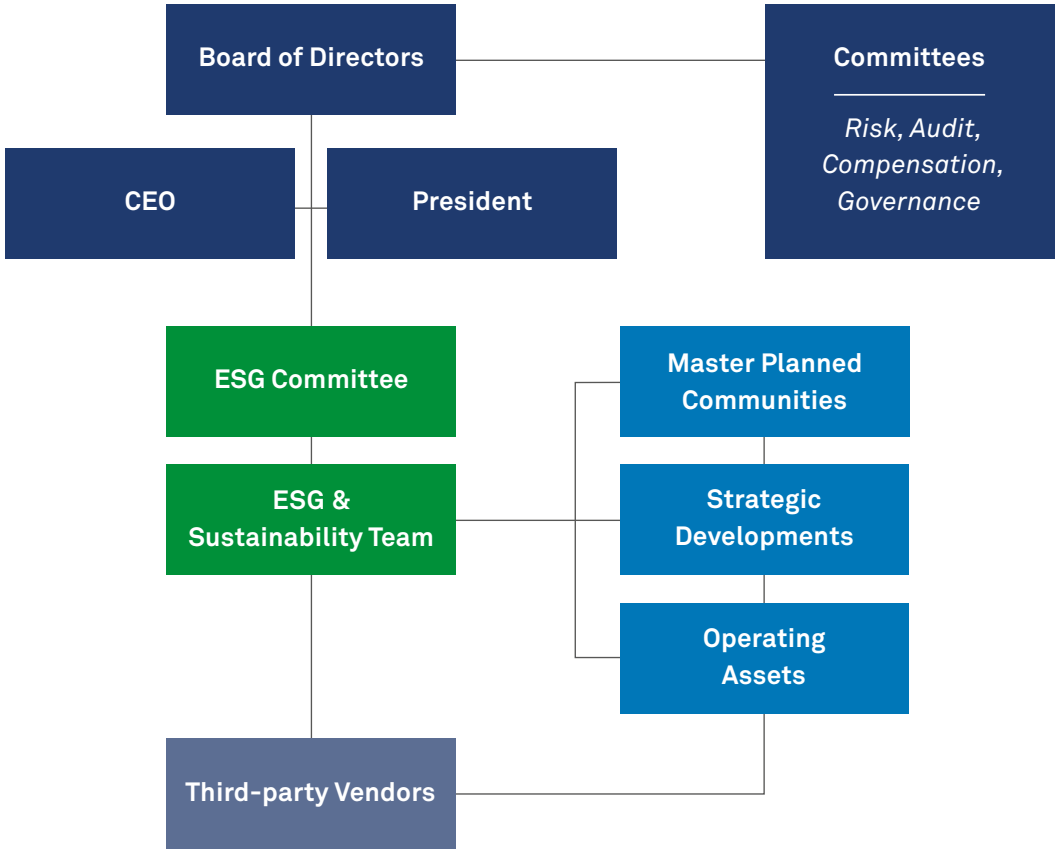 Board of Directors
Committees
Risk, Audit,
Compensation,
Governance
CEO
President
ESG Committee
Master Planned
Communities
ESG &
Sustainability Team
Strategic
Developments
Operating
Assets
Third-party Vendors